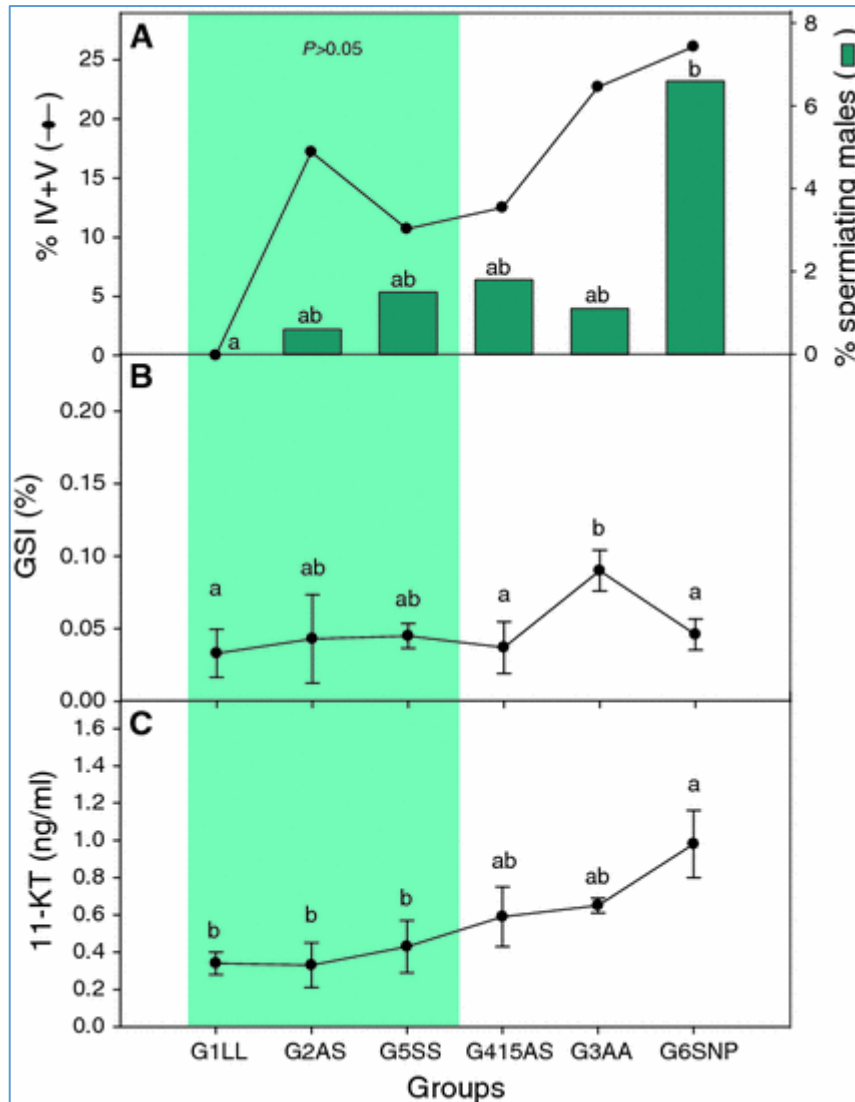 A
P>0.05
% IV+V (●)
25
20
15
10
5
0
a
ab
ab
ab
ab
b
8
6
4
2
0
% spermiating males (■)
B
GSI (%)
0.20
0.15
0.10
0.05
0.00
a
ab
ab
a
b
a
C
11-KT (ng/ml)
1.6
1.4
1.2
1.0
0.8
0.6
0.4
0.2
0.0
b
b
b
ab
ab
a
G1LL G2AS G5SS G415AS G3AA G6SNP
Groups